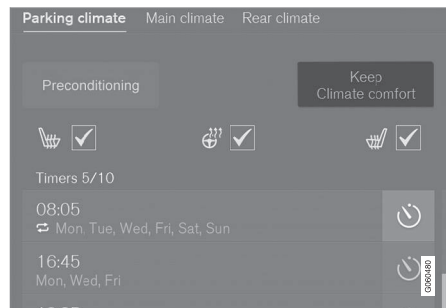 Parking climate Main climate Rear climate
Preconditioning
Keep
Climate comfort
Timers 5/10
08:05
Mon, Tue, Wed, Fri, Sat, Sun
16:45
Mon, Wed, Fri
G060480